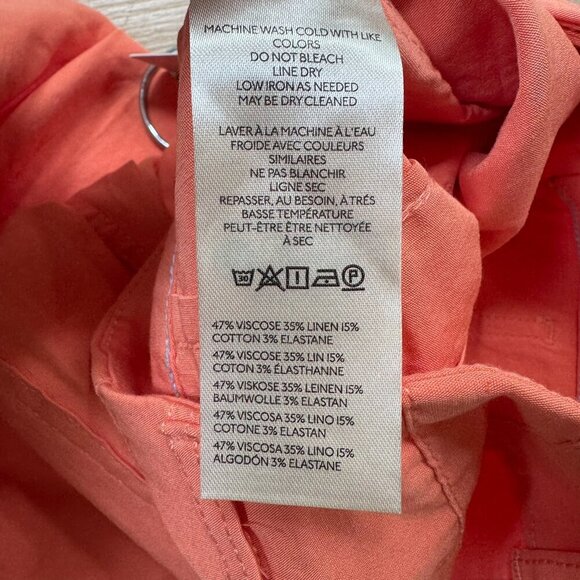 MACHINE WASH COLD WITH LIKE
COLORS
DO NOT BLEACH
LINE DRY
LOW IRON AS NEEDED
MAY BE DRY CLEANED
LAVER À LA MACHINE À L'EAU
FROIDE AVEC COULEURS
SIMILAIRES
NE PAS BLANCHIR
LIGNE SEC
REPASSER, AU BESOIN, À TRÉS
BASSE TEMPÉRATURE
PEUT-ÊTRE ÊTRE NETTOYÉE
À SEC
30 P
47% VISCOSE 35% LINEN 15%
COTTON 3% ELASTANE
47% VISCOSE 35% LIN 15%
COTON 3% ÉLASTHANNE
47% VISKOSE 35% LEINEN 15%
BAUMWOLLE 3% ELASTAN
47% VISCOSA 35% LINO 15%
COTONE 3% ELASTAN
47% VISCOSA 35% LINO 15%
ALGODÓN 3% ELASTANE